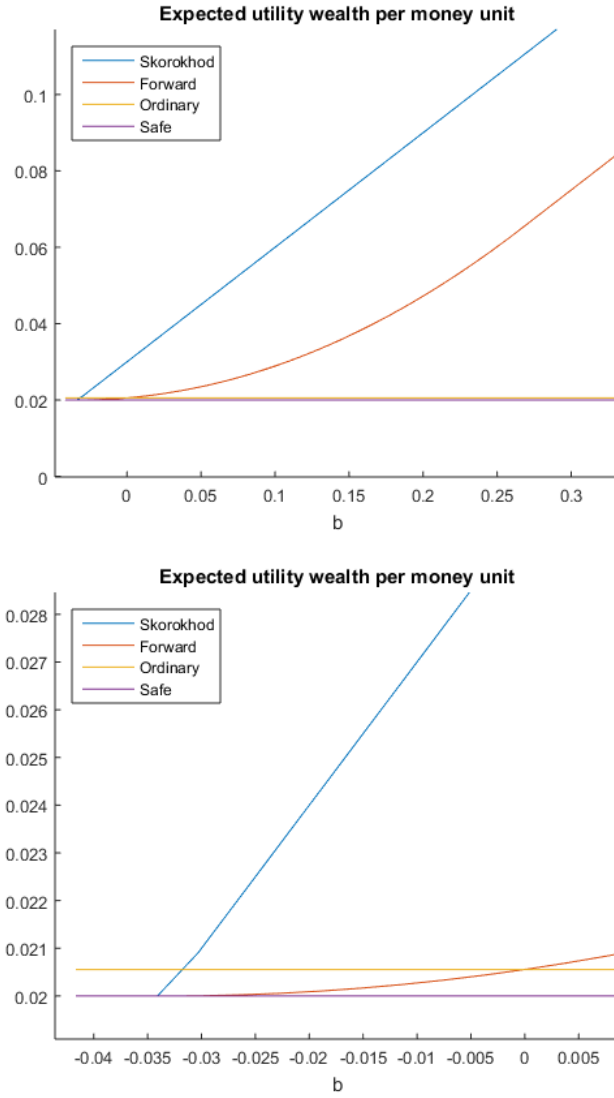 Expected utility wealth per money unit
Skorokhod
Forward
Ordinary
Safe
0.1
0.08
0.06
0.04
0.02
0
0 0.05 0.1 0.15 0.2 0.25 0.3
b
Expected utility wealth per money unit
Skorokhod
Forward
Ordinary
Safe
0.028
0.027
0.026
0.025
0.024
0.023
0.022
0.021
0.02
-0.04 -0.035 -0.03 -0.025 -0.02 -0.015 -0.01 -0.005 0 0.005
b